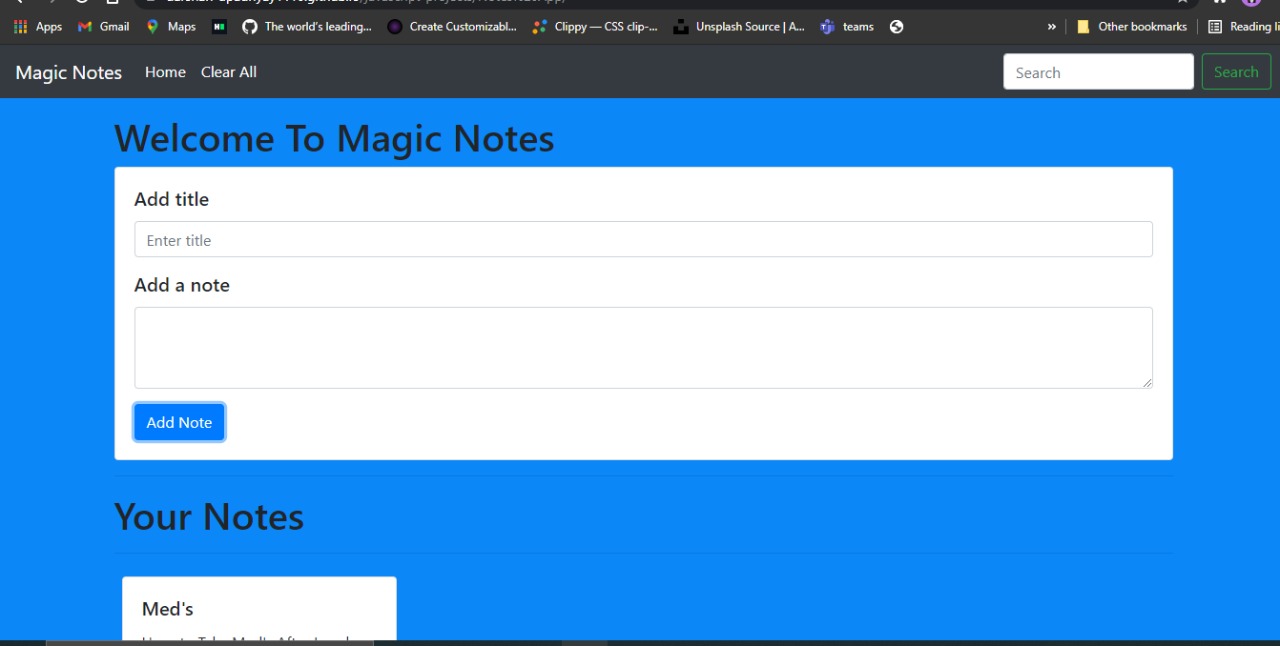 Apps Gmail Maps The world's leading... Create Customizabl... Clippy — CSS clip-... Unsplash Source | A... teams » Other bookmarks Reading li
Magic Notes Home Clear All Search Search
Welcome To Magic Notes
Add title
Enter title
Add a note
Add Note
Your Notes
Med's